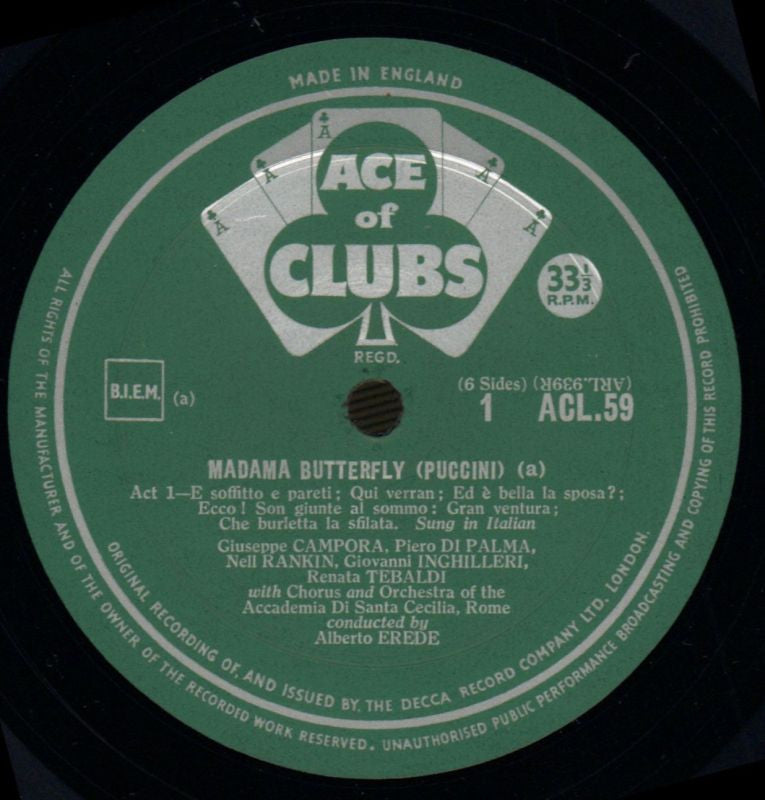 MADE IN ENGLAND
A A A A A
ACE
of
CLUBS
REGD.
33 1/3
R.P.M.
B.I.E.M. (a)
(9 Sides) (ARL.939R)
1 ACL.59
MADAMA BUTTERFLY (PUCCINI) (a)
Act 1—E soffitto e pareti; Qui verran; Ed è bella la sposa?;
Ecco! Son giunte al sommo: Gran ventura;
Che burletta la sfilata. Sung in Italian
Giuseppe CAMPORA, Piero DI PALMA,
Nell RANKIN, Giovanni INGHILLERI,
Renata TEBALDI
with Chorus and Orchestra of the
Accademia Di Santa Cecilia, Rome
conducted by
Alberto EREDE
ORIGINAL RECORDING OF, AND ISSUED BY, THE DECCA RECORD COMPANY LTD. LONDON.
ALL RIGHTS OF THE MANUFACTURER AND OF THE OWNER OF THE RECORDED WORK RESERVED. UNAUTHORISED PUBLIC PERFORMANCE BROADCASTING AND COPYING OF THIS RECORD PROHIBITED